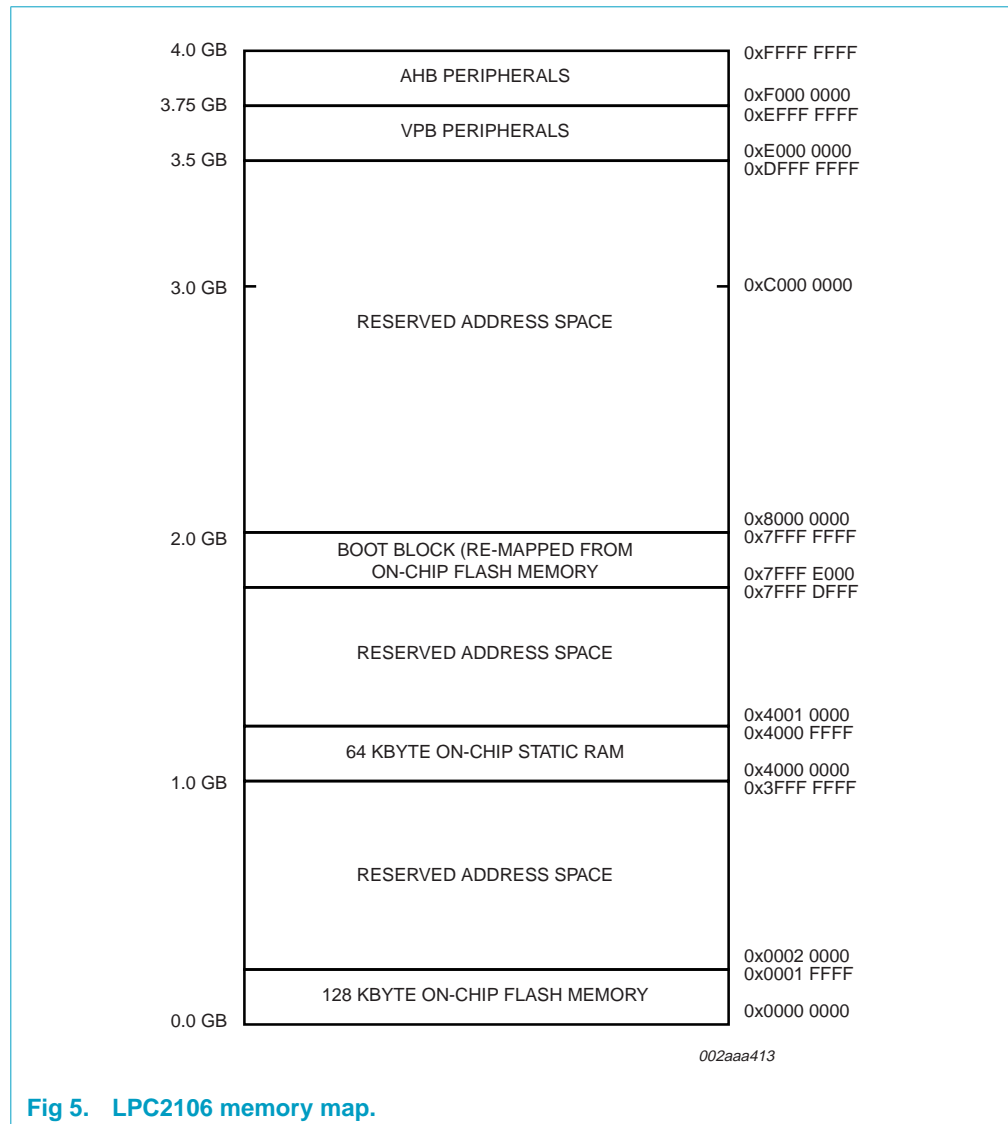 4.0 GB
0xFFFF FFFF
AHB PERIPHERALS
0xF000 0000
3.75 GB
0xEFFF FFFF
VPB PERIPHERALS
0xE000 0000
3.5 GB
0xDFFF FFFF
3.0 GB
0xC000 0000
RESERVED ADDRESS SPACE
0x8000 0000
2.0 GB
0x7FFF FFFF
BOOT BLOCK (RE-MAPPED FROM
ON-CHIP FLASH MEMORY
0x7FFF E000
0x7FFF DFFF
RESERVED ADDRESS SPACE
0x4001 0000
0x4000 FFFF
64 KBYTE ON-CHIP STATIC RAM
0x4000 0000
1.0 GB
0x3FFF FFFF
RESERVED ADDRESS SPACE
0x0002 0000
0x0001 FFFF
128 KBYTE ON-CHIP FLASH MEMORY
0x0000 0000
0.0 GB
002aaa413
Fig 5. LPC2106 memory map.